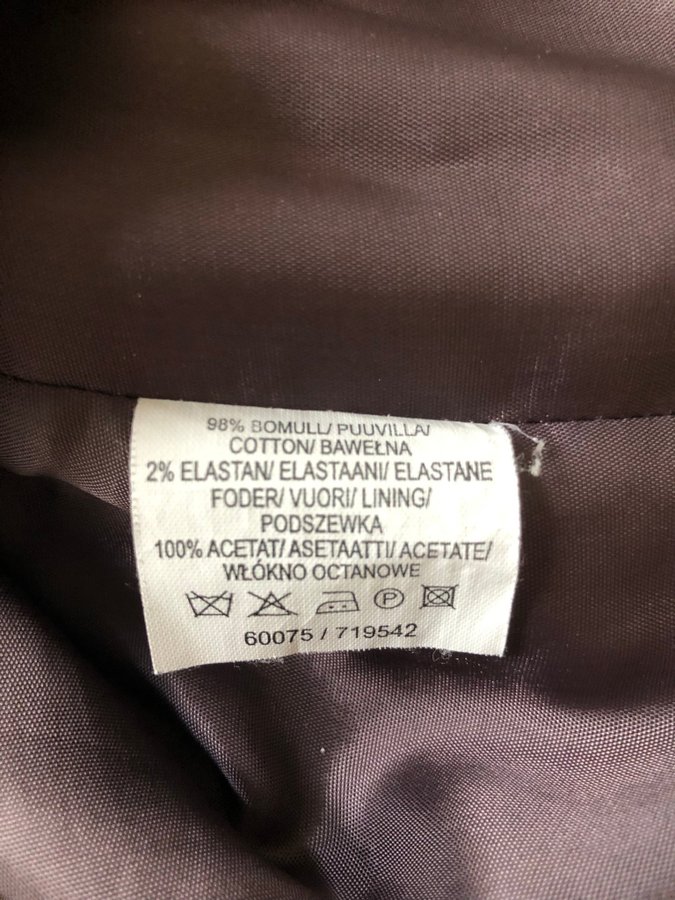 98% BOMULL/ PUUVILLA/
COTTON/ BAWEŁNA
2% ELASTAN/ ELASTAANI/ ELASTANE
FODER/ VUORI/ LINING/
PODSZEWKA
100% ACETAT/ ASETAATTI/ ACETATE/
WŁÓKNO OCTANOWE
P
60075 / 719542